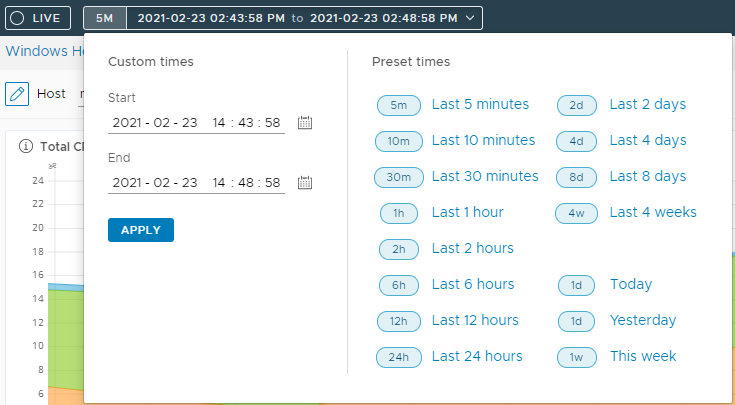 LIVE 5M 2021-02-23 02:43:58 PM to 2021-02-23 02:48:58 PM
Windows H
Custom times
Preset times
Host
Start
2021 - 02 - 23 14 : 43 : 58
End
2021 - 02 - 23 14 : 48 : 58
APPLY
5m Last 5 minutes
10m Last 10 minutes
30m Last 30 minutes
1h Last 1 hour
2h Last 2 hours
6h Last 6 hours
12h Last 12 hours
24h Last 24 hours
2d Last 2 days
4d Last 4 days
8d Last 8 days
4w Last 4 weeks
1d Today
1d Yesterday
1w This week
Total C
%
24
22
20
18
16
14
12
10
8
6